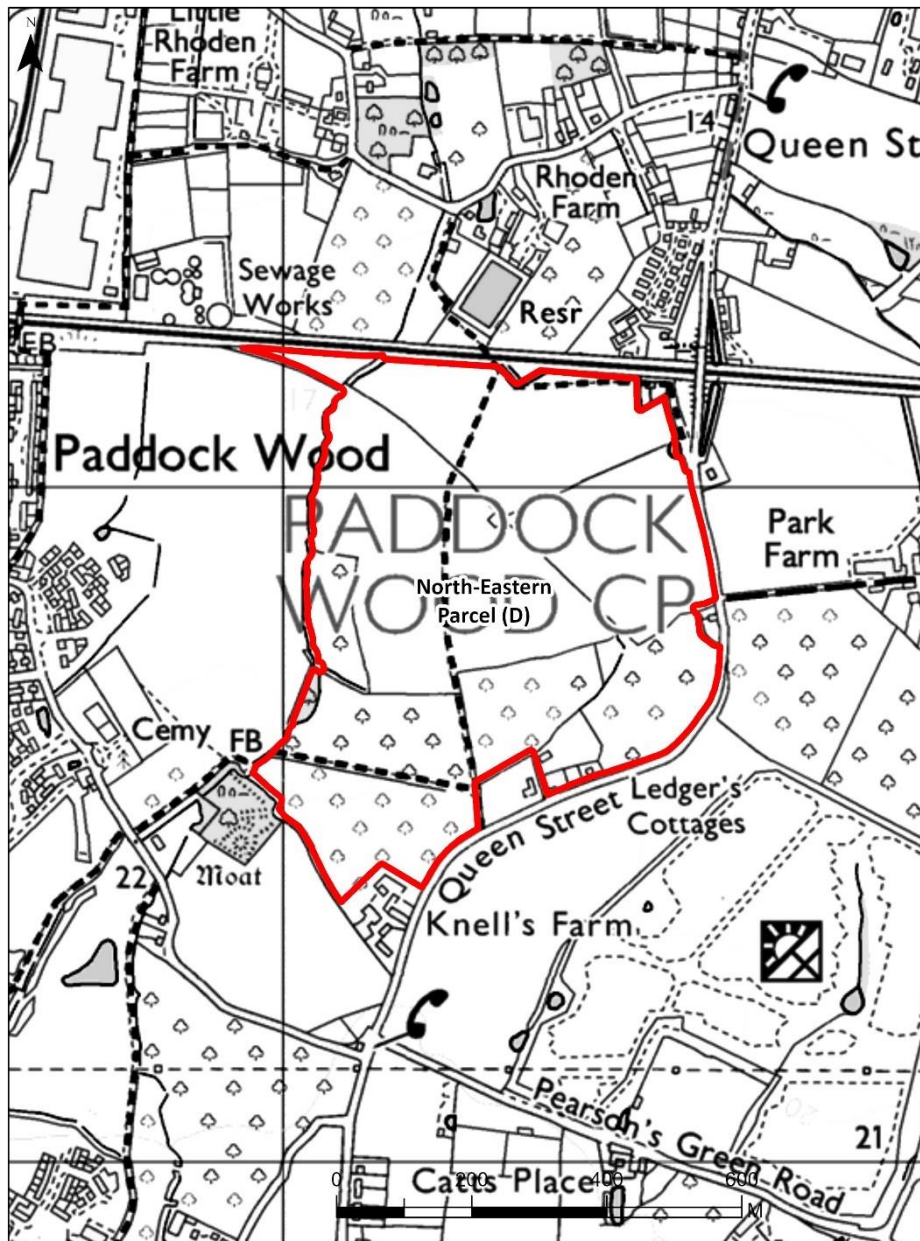 N
Little
Rhoden
Farm
14
Queen St
Rhoden
Farm
Sewage
Works
Resr
FB
17
Paddock Wood
PADDOCK
WOOD CP
North-Eastern
Parcel (D)
Park
Farm
Cemy
FB
Queen Street
Ledger's
Cottages
22
Moat
Knell's Farm
Pearson's Green Road
21
20
Catts Place
0
200
400
600
M